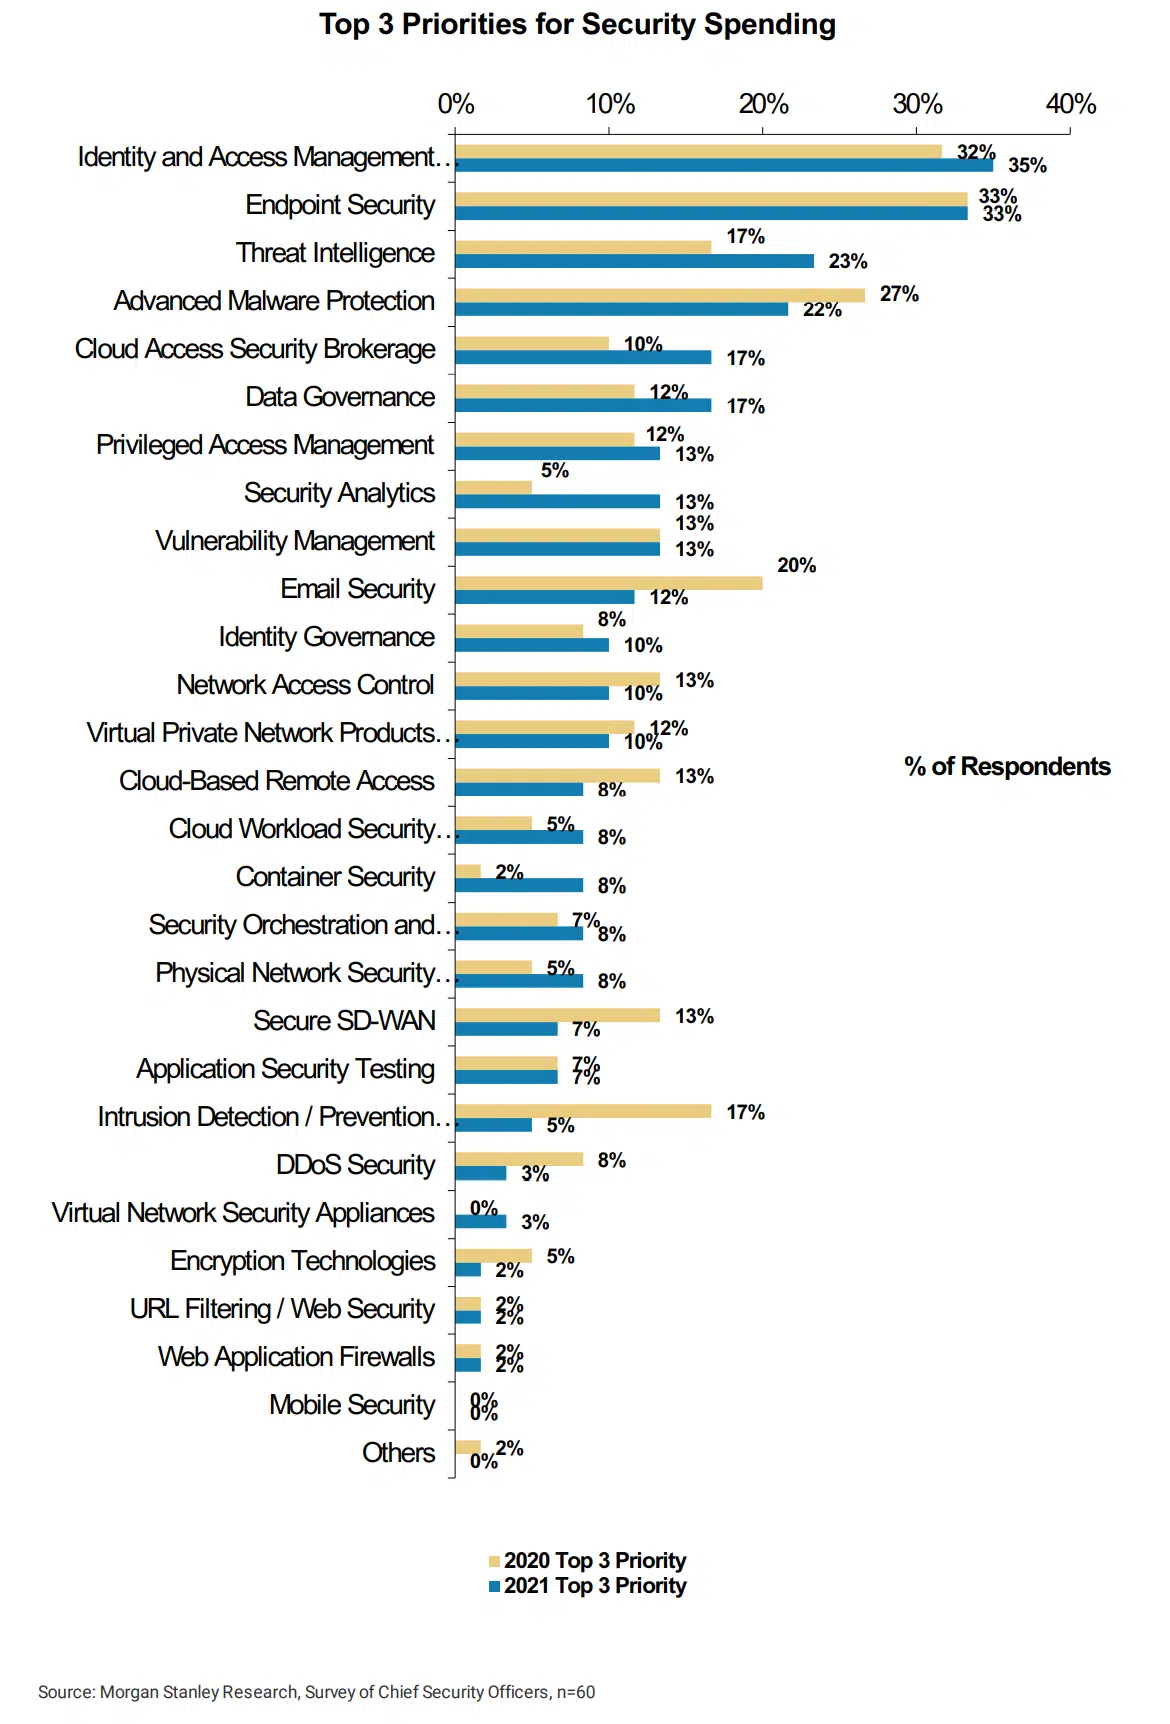 Top 3 Priorities for Security Spending
0% 10% 20% 30% 40%
Identity and Access Management… 32% 35%
Endpoint Security 33% 33%
Threat Intelligence 17% 23%
Advanced Malware Protection 27% 22%
Cloud Access Security Brokerage 10% 17%
Data Governance 12% 17%
Privileged Access Management 12% 13%
Security Analytics 5% 13%
Vulnerability Management 13% 13%
Email Security 20% 12%
Identity Governance 8% 10%
Network Access Control 13% 10%
Virtual Private Network Products… 12% 10%
% of Respondents
Cloud-Based Remote Access 13% 8%
Cloud Workload Security… 5% 8%
Container Security 2% 8%
Security Orchestration and… 7% 8%
Physical Network Security… 5% 8%
Secure SD-WAN 13% 7%
Application Security Testing 7% 7%
Intrusion Detection / Prevention… 17% 5%
DDoS Security 8% 3%
Virtual Network Security Appliances 0% 3%
Encryption Technologies 5% 2%
URL Filtering / Web Security 2% 2%
Web Application Firewalls 2% 2%
Mobile Security 0% 0%
Others 2% 0%
2020 Top 3 Priority
2021 Top 3 Priority
Source: Morgan Stanley Research, Survey of Chief Security Officers, n=60